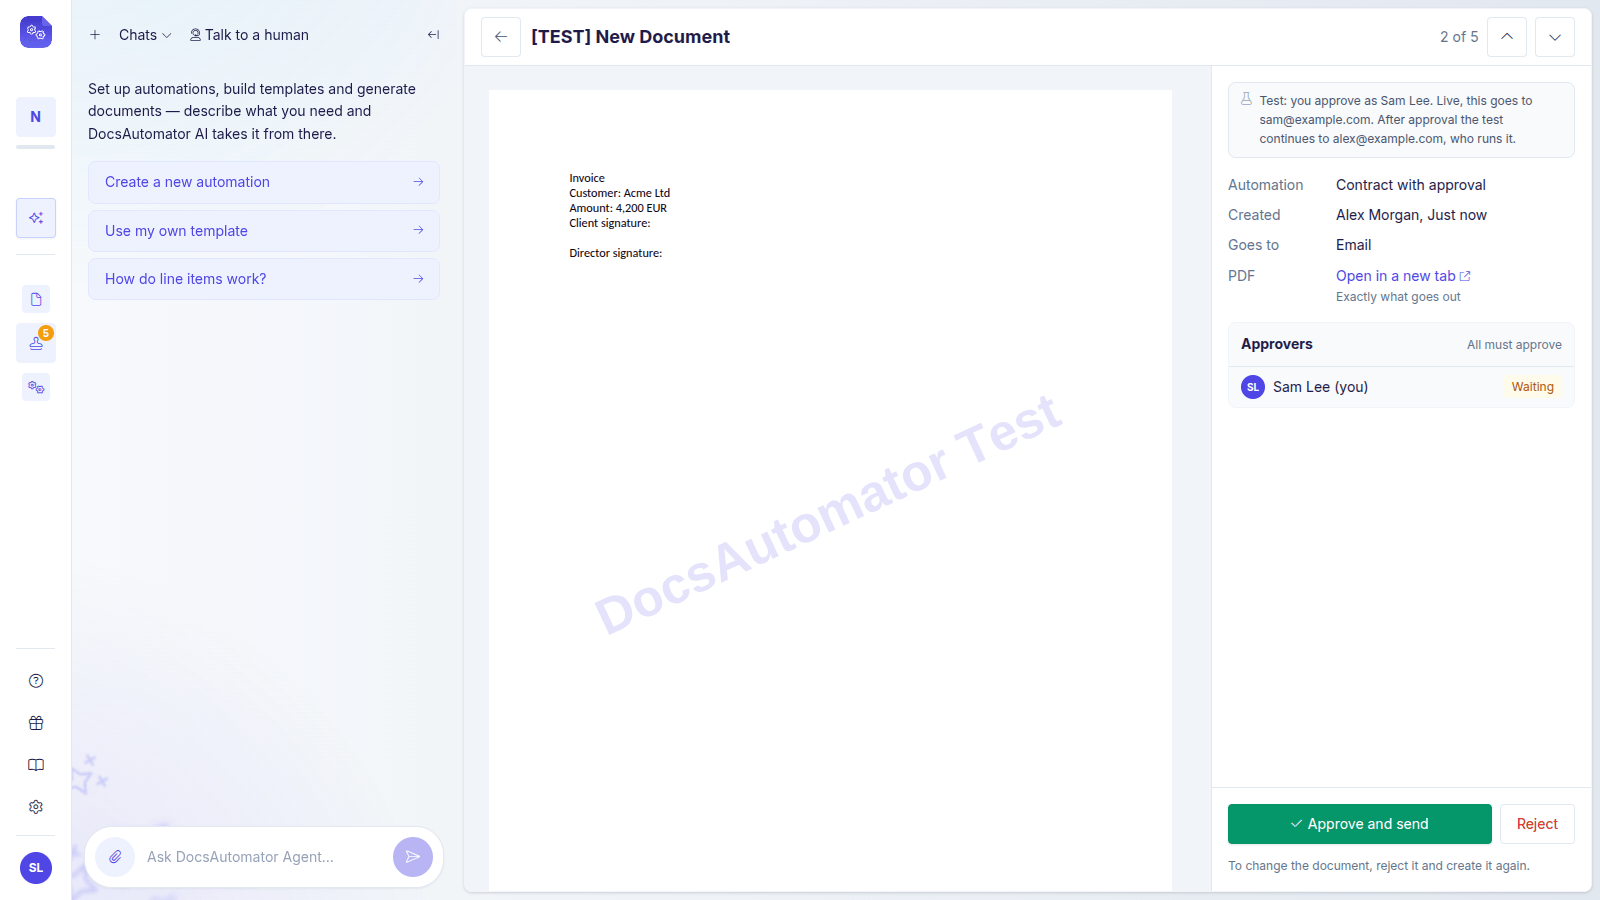 N
5
SL
+ Chats
Talk to a human
Set up automations, build templates and generate
documents — describe what you need and
DocsAutomator AI takes it from there.
Create a new automation
Use my own template
How do line items work?
Ask DocsAutomator Agent...
[TEST] New Document
2 of 5
Invoice
Customer: Acme Ltd
Amount: 4,200 EUR
Client signature:
Director signature:
DocsAutomator Test
Test: you approve as Sam Lee. Live, this goes to
sam@example.com. After approval the test
continues to alex@example.com, who runs it.
Automation Contract with approval
Created Alex Morgan, Just now
Goes to Email
PDF Open in a new tab
Exactly what goes out
Approvers All must approve
SL Sam Lee (you) Waiting
Approve and send
Reject
To change the document, reject it and create it again.